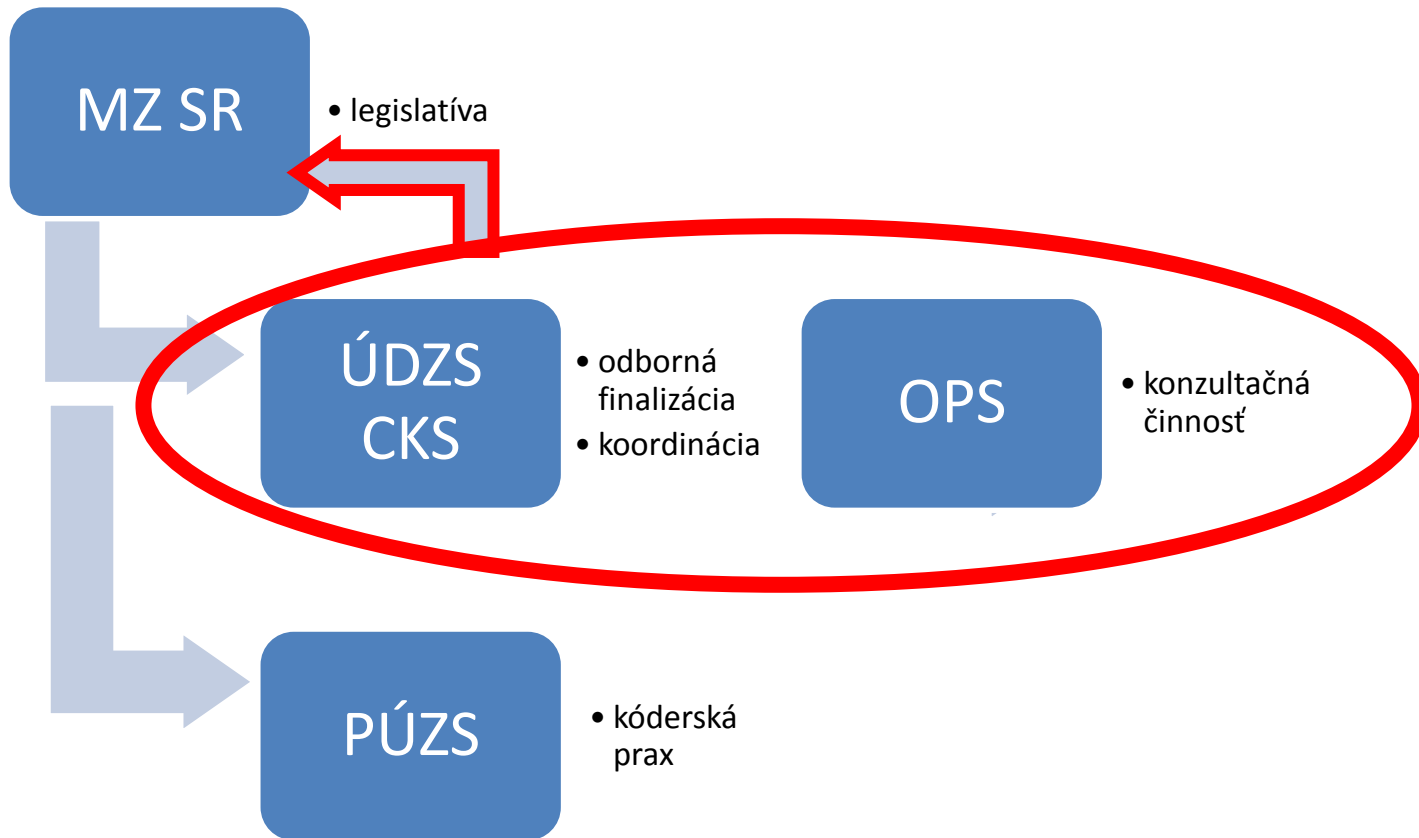 MZ SR
• legislatíva
ÚDZS
CKS
• odborná
finalizácia
• koordinácia
OPS
• konzultačná
činnosť
PÚZS
• kóderská
prax